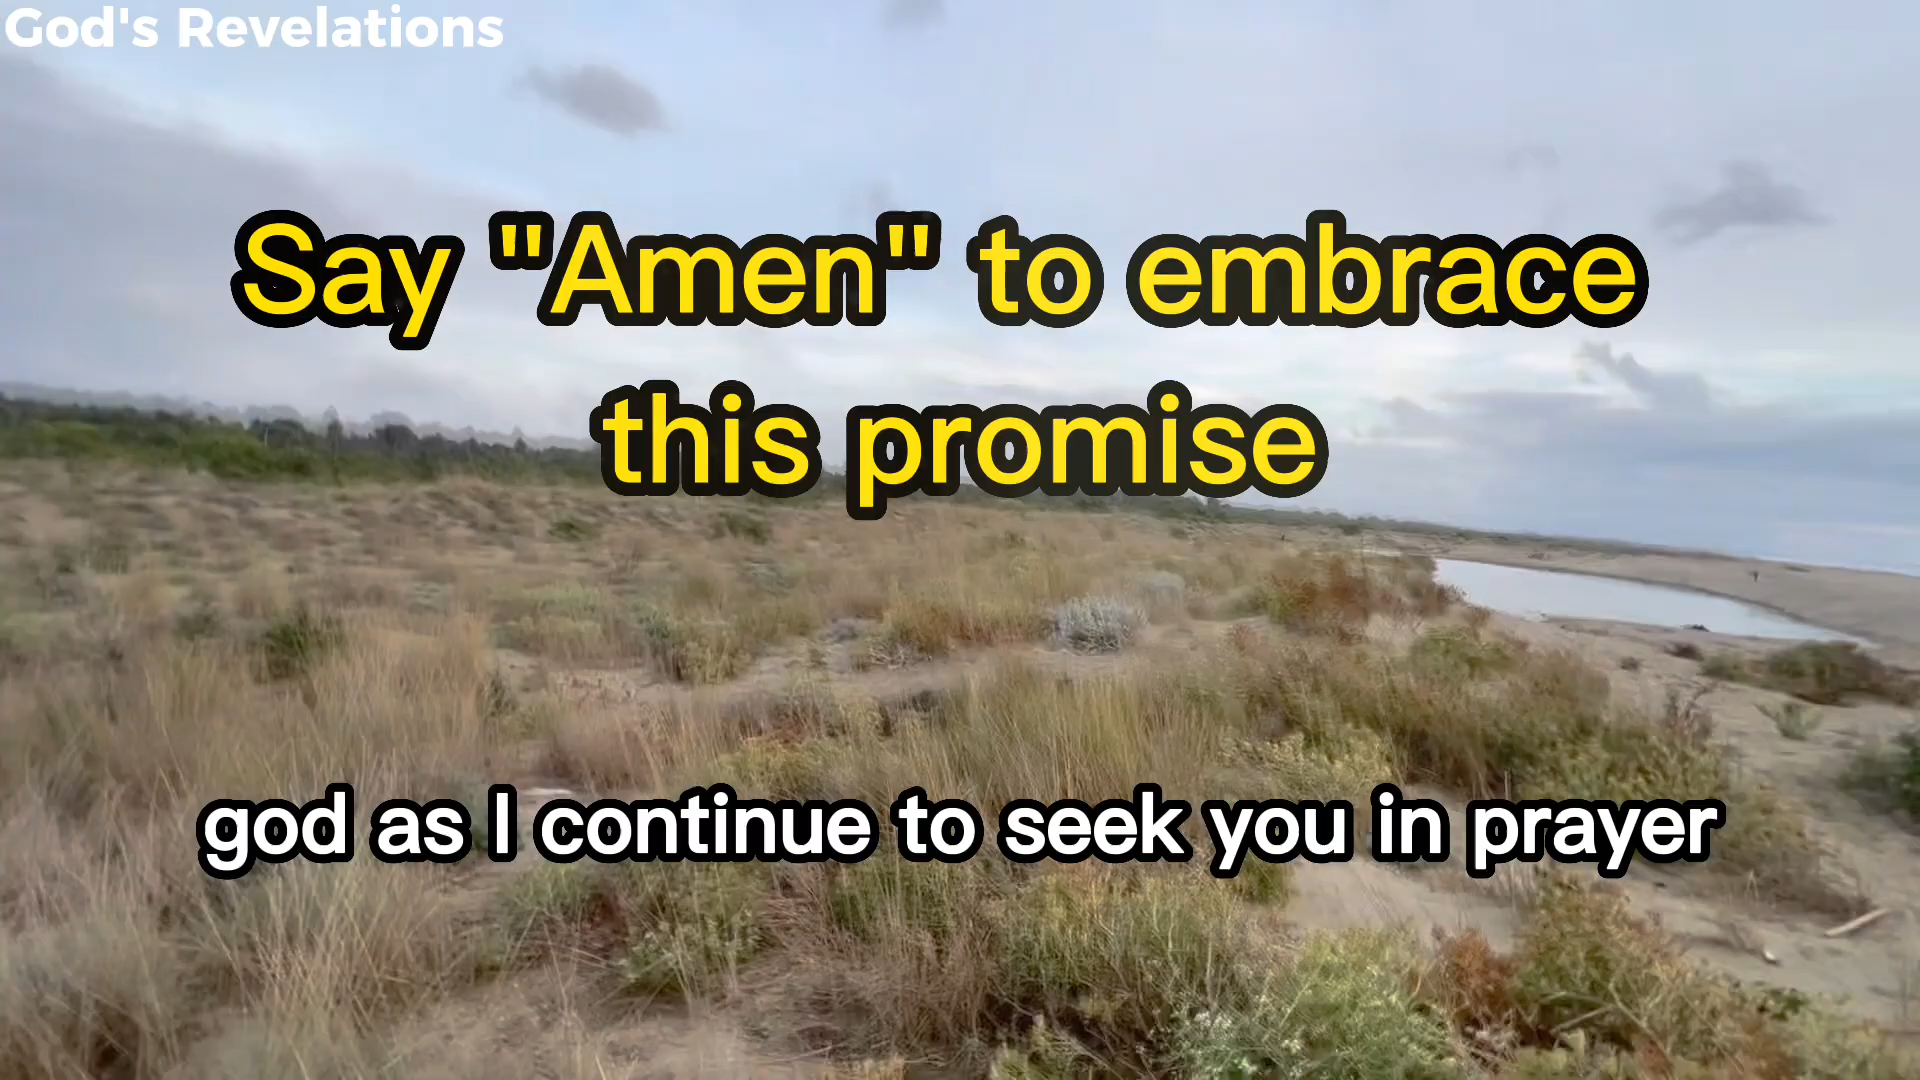 God's Revelations
Say "Amen" to embrace
this promise
god as I continue to seek you in prayer